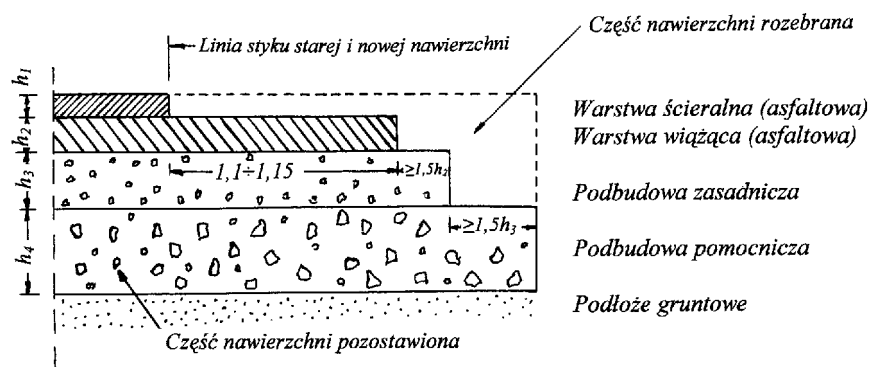 Część nawierzchni rozebrana
Linia styku starej i nowej nawierzchni
h1
h2
h3
h4
Warstwa ścieralna (asfaltowa)
Warstwa wiążąca (asfaltowa)
1,1÷1,15
≥1,5h2
Podbudowa zasadnicza
≥1,5h3
Podbudowa pomocnicza
Podłoże gruntowe
Część nawierzchni pozostawiona